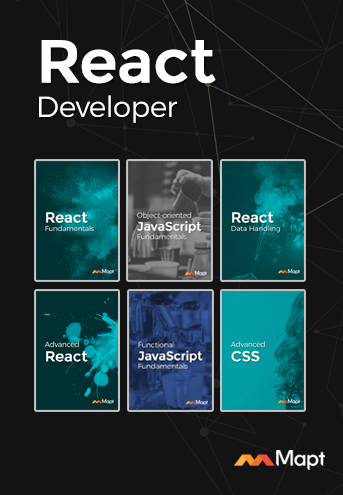 React
Developer
React
Fundamentals
Mapt
Object-oriented
JavaScript
Fundamentals
Mapt
React
Data Handling
Mapt
Advanced
React
Mapt
Functional
JavaScript
Fundamentals
Mapt
Advanced
CSS
Mapt
Mapt